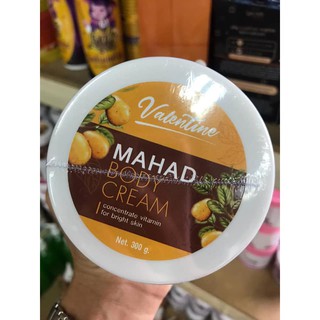 Valentine
MAHAD
BODY
CREAM
concentrate vitamin
for bright skin
Net. 300 g.